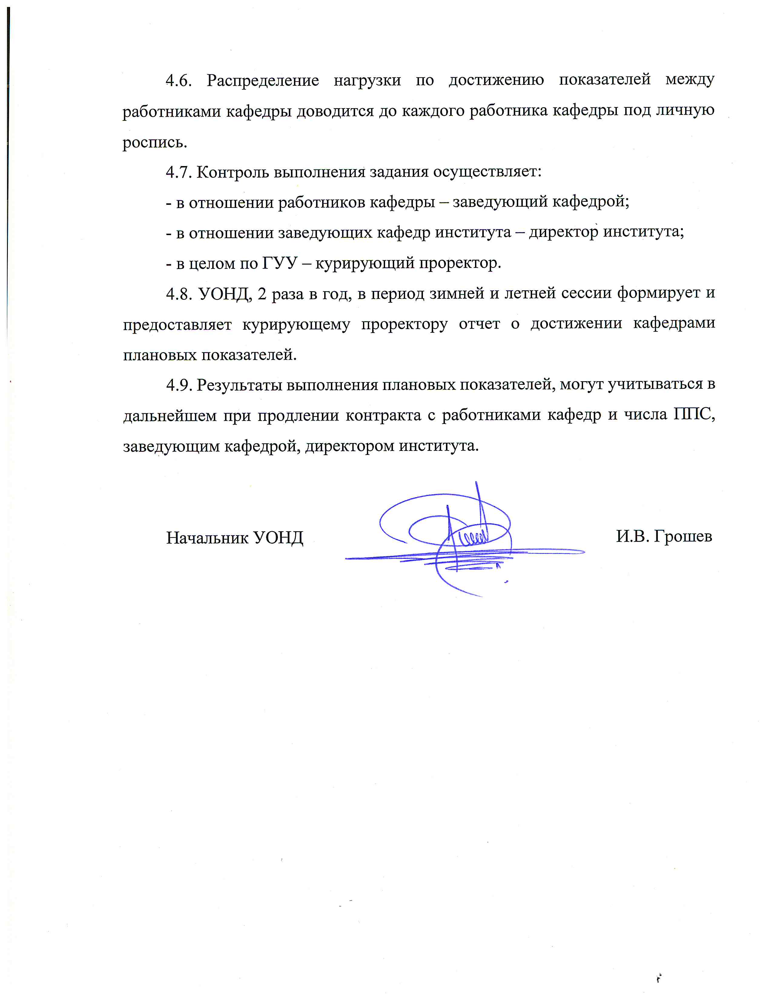 4.6. Распределение нагрузки по достижению показателей между
работниками кафедры доводится до каждого работника кафедры под личную
роспись.
4.7. Контроль выполнения задания осуществляет:
- в отношении работников кафедры – заведующий кафедрой;
- в отношении заведующих кафедр института – директор института;
- в целом по ГУУ – курирующий проректор.
4.8. УОНД, 2 раза в год, в период зимней и летней сессии формирует и
предоставляет курирующему проректору отчет о достижении кафедрами
плановых показателей.
4.9. Результаты выполнения плановых показателей, могут учитываться в
дальнейшем при продлении контракта с работниками кафедр и числа ППС,
заведующим кафедрой, директором института.
Начальник УОНД И.В. Грошев